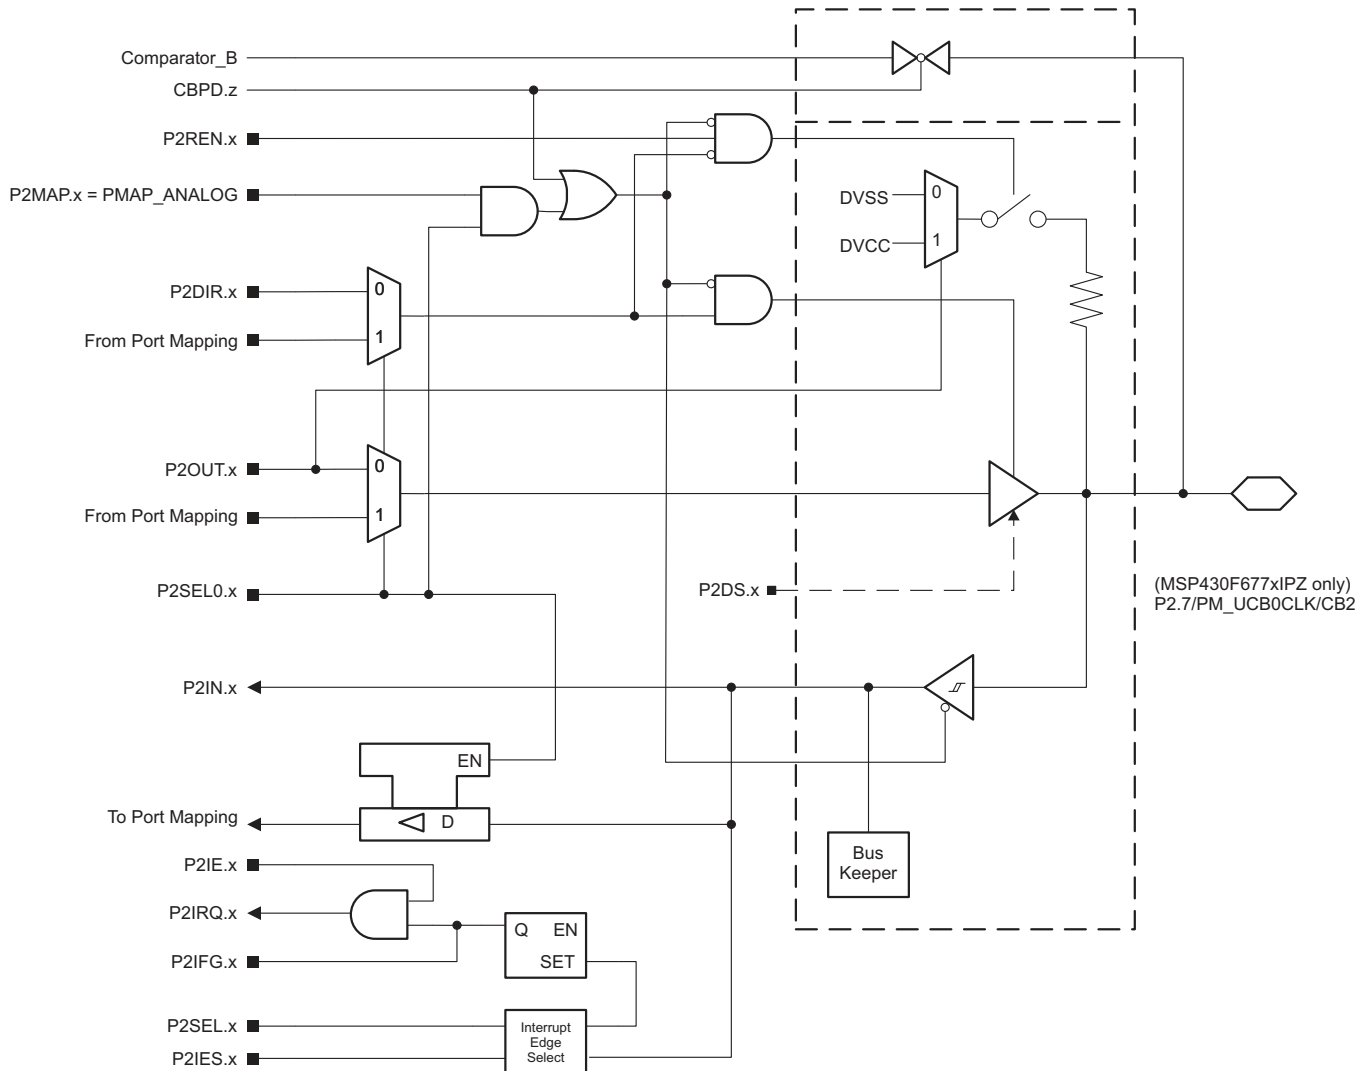 Comparator_B
CBPD.z
P2REN.x
P2MAP.x = PMAP_ANALOG
DVSS
0
DVCC
1
P2DIR.x
0
From Port Mapping
1
P2OUT.x
0
From Port Mapping
1
P2SEL0.x
P2DS.x
(MSP430F677xIPZ only)
P2.7/PM_UCB0CLK/CB2
P2IN.x
EN
To Port Mapping
D
Bus
Keeper
P2IE.x
P2IRQ.x
Q EN
SET
P2IFG.x
P2SEL.x
P2IES.x
Interrupt
Edge
Select